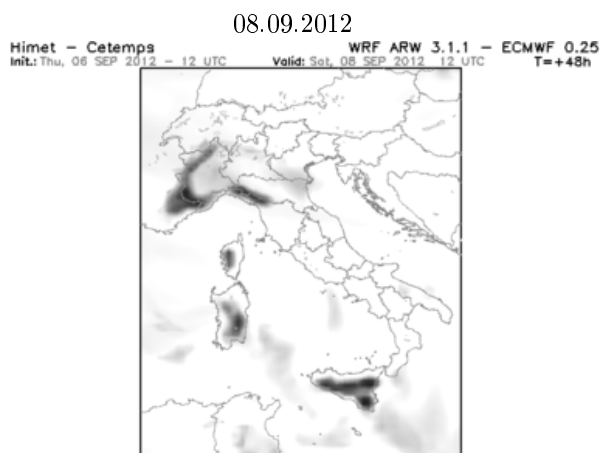 08.09.2012
Himet - Cetemps WRF ARW 3.1.1 - ECMWF 0.25
Init.: Thu, 06 SEP 2012 - 12 UTC Valid: Sat, 08 SEP 2012 12 UTC T=+48h